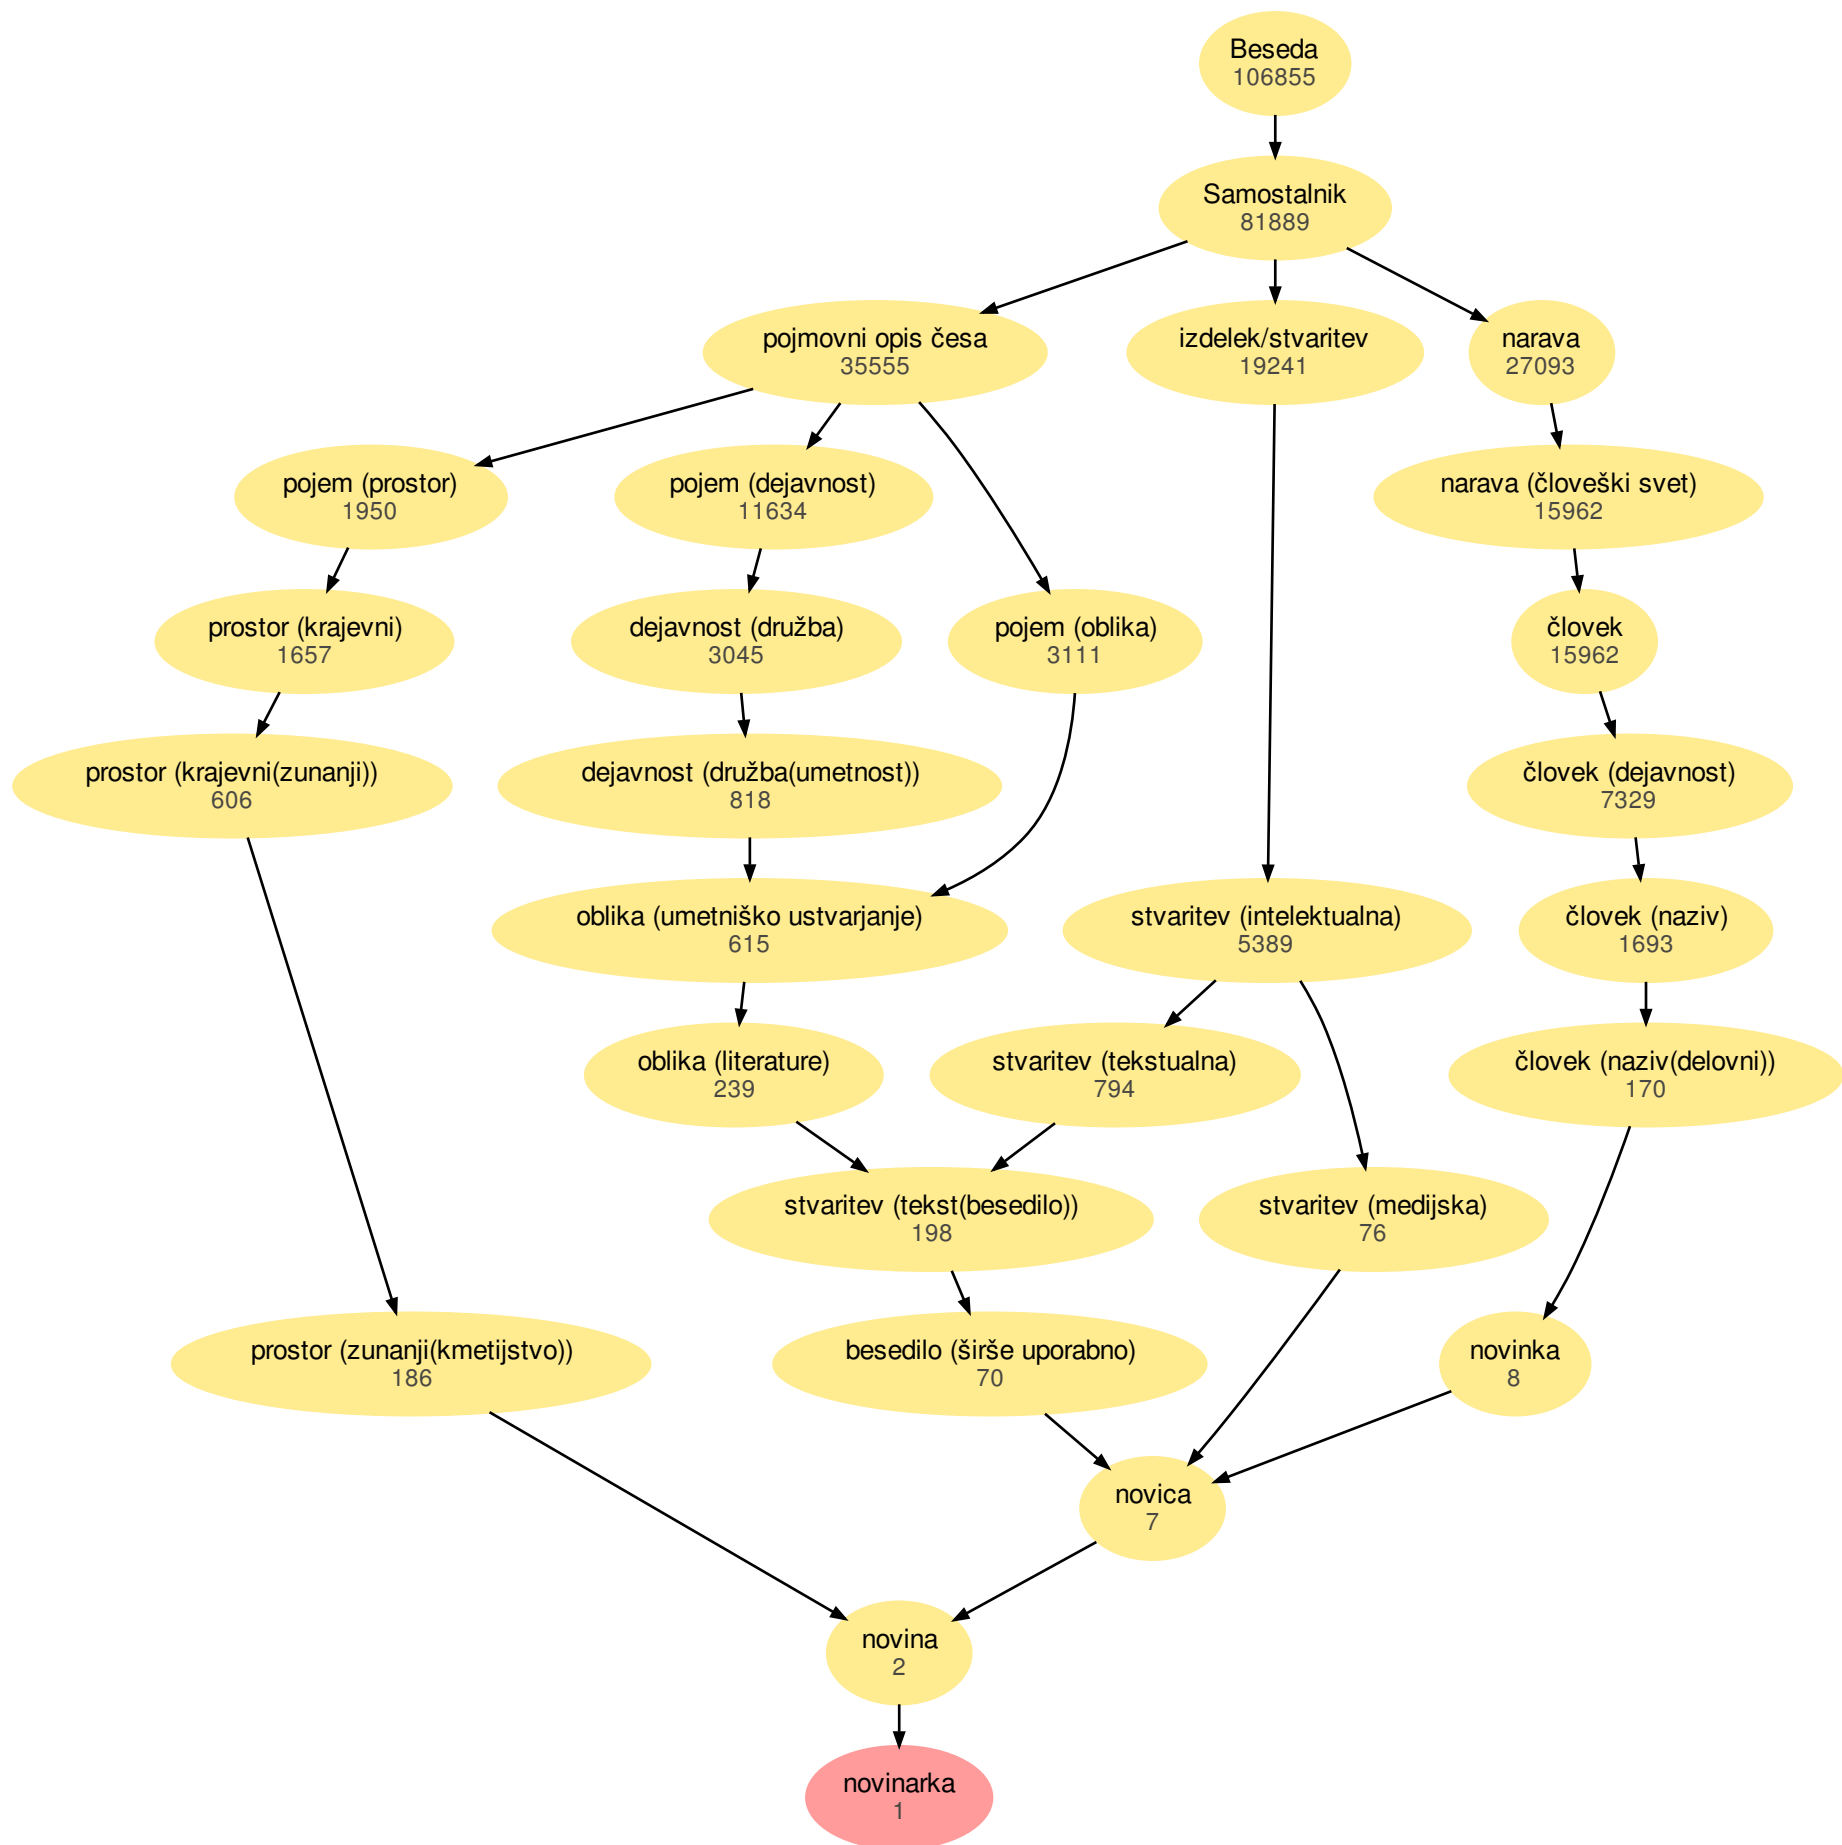 Beseda
106855
Samostalnik
81889
pojmovni opis česa
35555
izdelek/stvaritev
19241
narava
27093
pojem (prostor)
1950
pojem (dejavnost)
11634
narava (človeški svet)
15962
prostor (krajevni)
1657
dejavnost (družba)
3045
pojem (oblika)
3111
človek
15962
prostor (krajevni(zunanji))
606
dejavnost (družba(umetnost))
818
človek (dejavnost)
7329
oblika (umetniško ustvarjanje)
615
stvaritev (intelektualna)
5389
človek (naziv)
1693
oblika (literature)
239
stvaritev (tekstualna)
794
človek (naziv(delovni))
170
stvaritev (tekst(besedilo))
198
stvaritev (medijska)
76
prostor (zunanji(kmetijstvo))
186
besedilo (širše uporabno)
70
novinka
8
novica
7
novina
2
novinarka
1